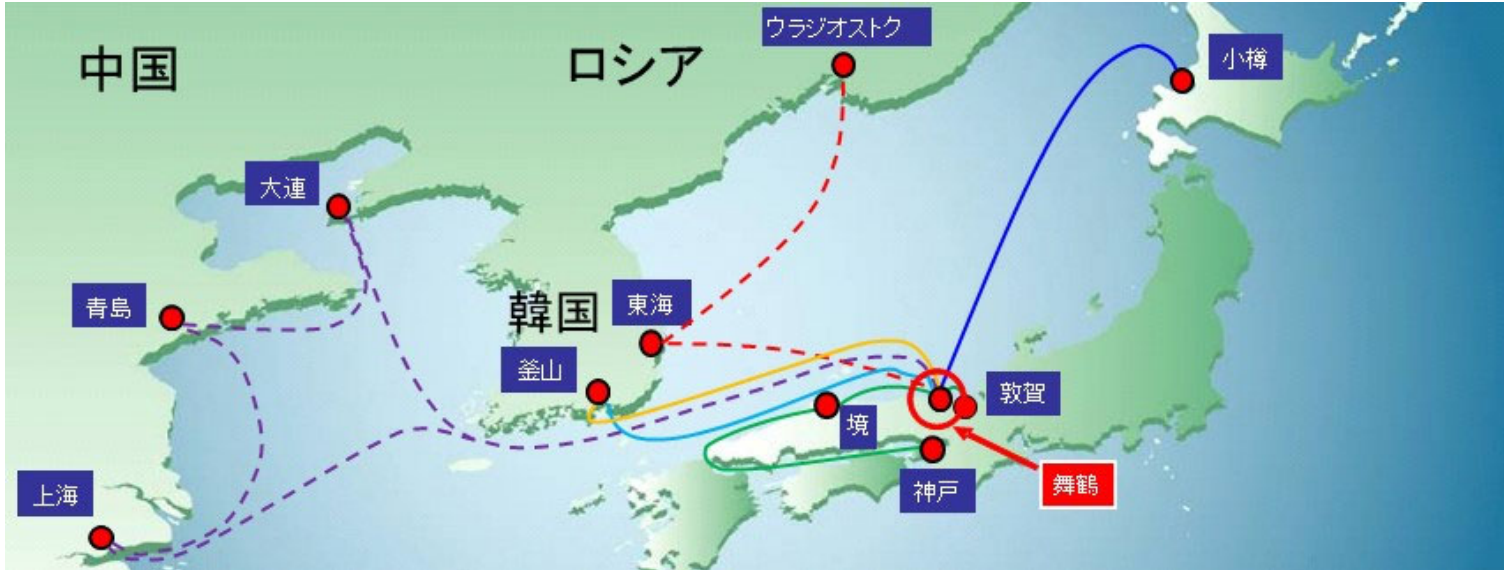 ウラジオストク
中国
ロシア
小樽
大連
青島
韓国
東海
釜山
敦賀
境
神戸
舞鶴
上海